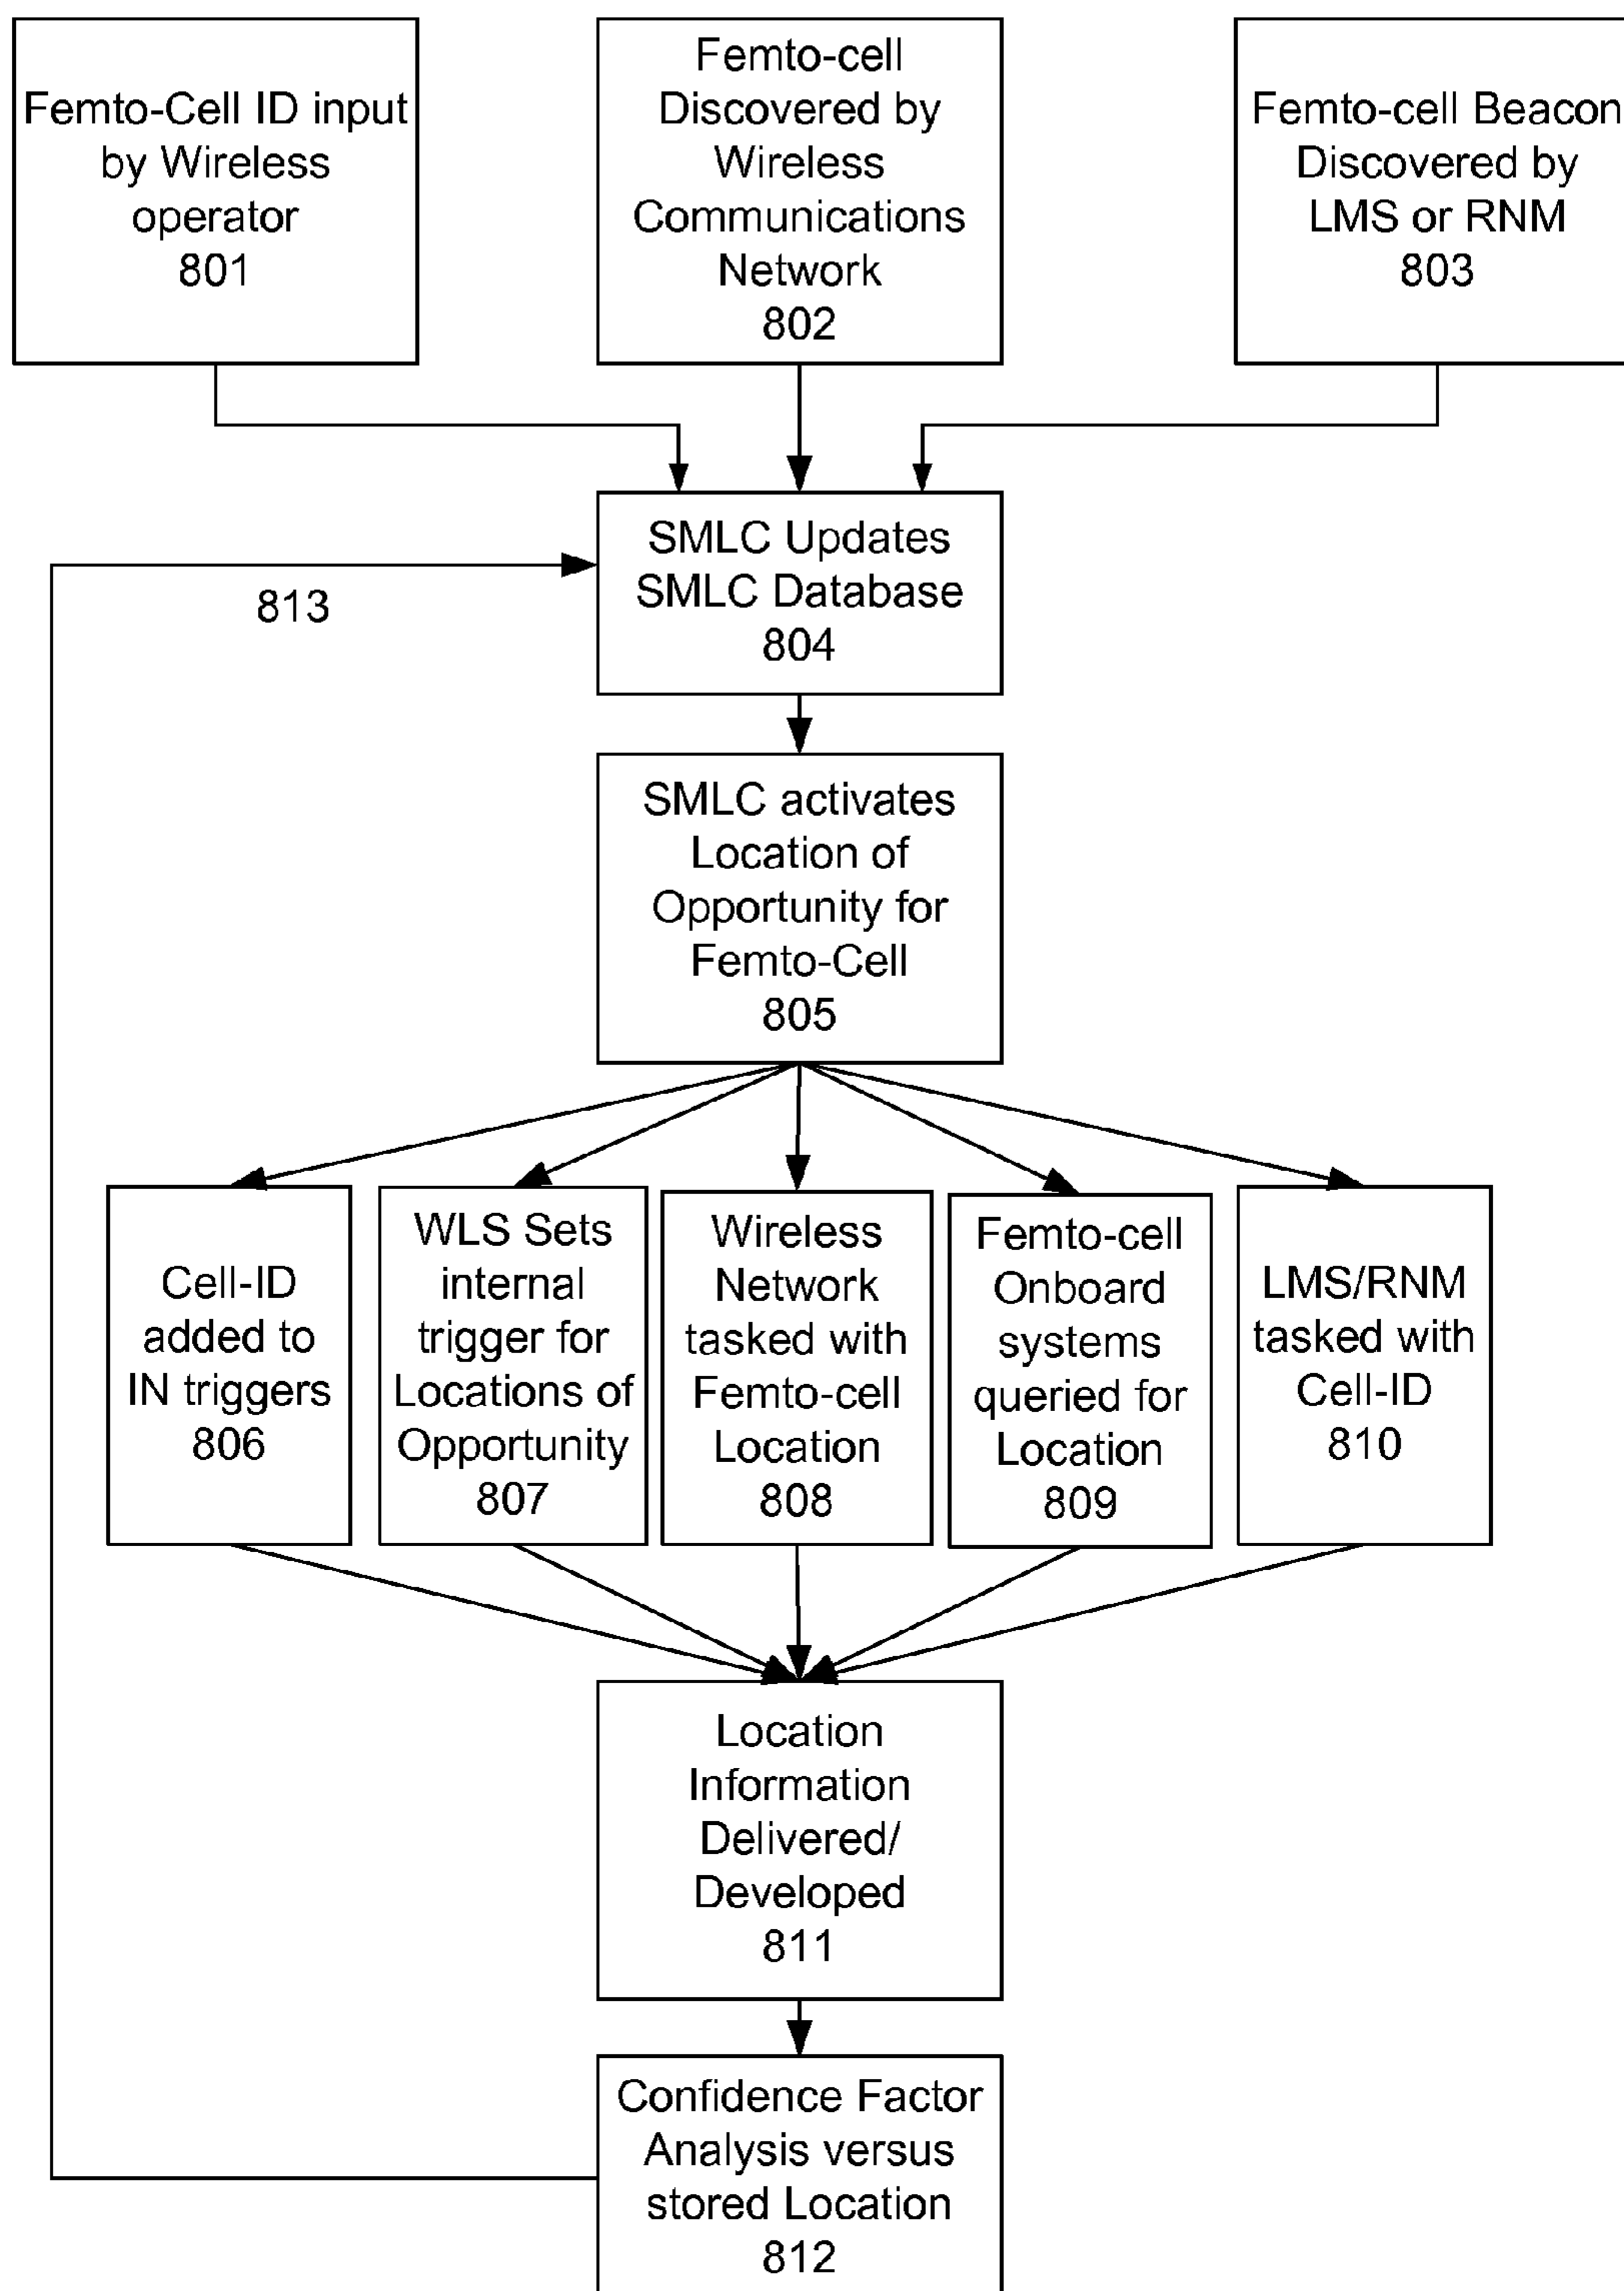 Femto-Cell ID input
by Wireless
operator
801
Femto-cell
Discovered by
Wireless
Communications
Network
802
Femto-cell Beacon
Discovered by
LMS or RNM
803
SMLC Updates
SMLC Database
804
813
SMLC activates
Location of
Opportunity for
Femto-Cell
805
Cell-ID
added to
IN triggers
806
WLS Sets
internal
trigger for
Locations of
Opportunity
807
Wireless
Network
tasked with
Femto-cell
Location
808
Femto-cell
Onboard
systems
queried for
Location
809
LMS/RNM
tasked with
Cell-ID
810
Location
Information
Delivered/
Developed
811
Confidence Factor
Analysis versus
stored Location
812